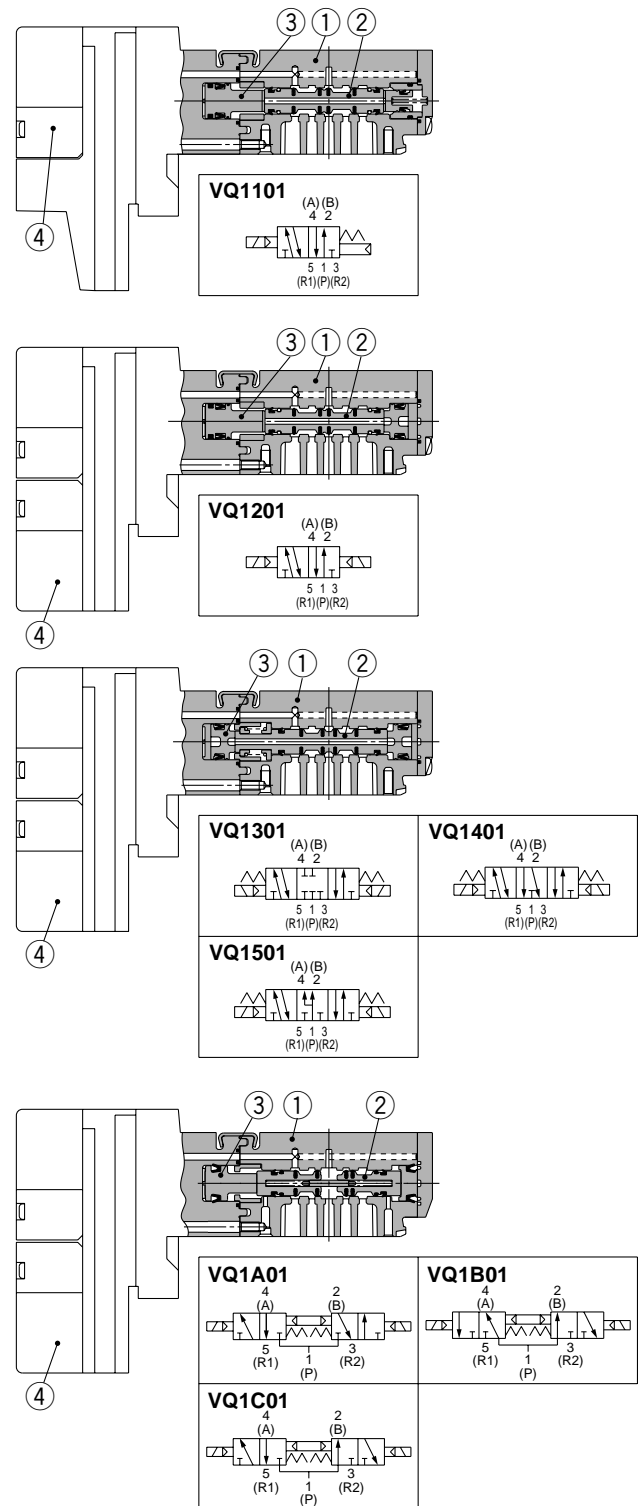 ③ ① ②
④
VQ1101
(A) (B)
4 2
5 1 3
(R1)(P)(R2)
③ ① ②
④
VQ1201
(A) (B)
4 2
5 1 3
(R1)(P)(R2)
③ ① ②
④
VQ1301
(A) (B)
4 2
5 1 3
(R1)(P)(R2)
VQ1401
(A) (B)
4 2
5 1 3
(R1)(P)(R2)
VQ1501
(A) (B)
4 2
5 1 3
(R1)(P)(R2)
③ ① ②
④
VQ1A01
4 2
(A) (B)
5 3
(R1) 1 (R2)
(P)
VQ1B01
4 2
(A) (B)
5 3
(R1) 1 (R2)
(P)
VQ1C01
4 2
(A) (B)
5 3
(R1) 1 (R2)
(P)